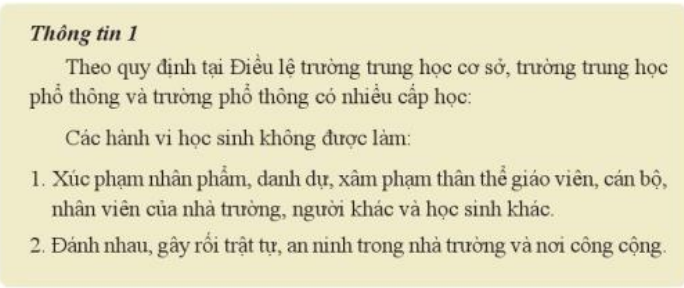 Thông tin 1
Theo quy định tại Điều lệ trường trung học cơ sở, trường trung học
phổ thông và trường phổ thông có nhiều cấp học:
Các hành vi học sinh không được làm:
1. Xúc phạm nhân phẩm, danh dự, xâm phạm thân thể giáo viên, cán bộ,
nhân viên của nhà trường, người khác và học sinh khác.
2. Đánh nhau, gây rối trật tự, an ninh trong nhà trường và nơi công cộng.